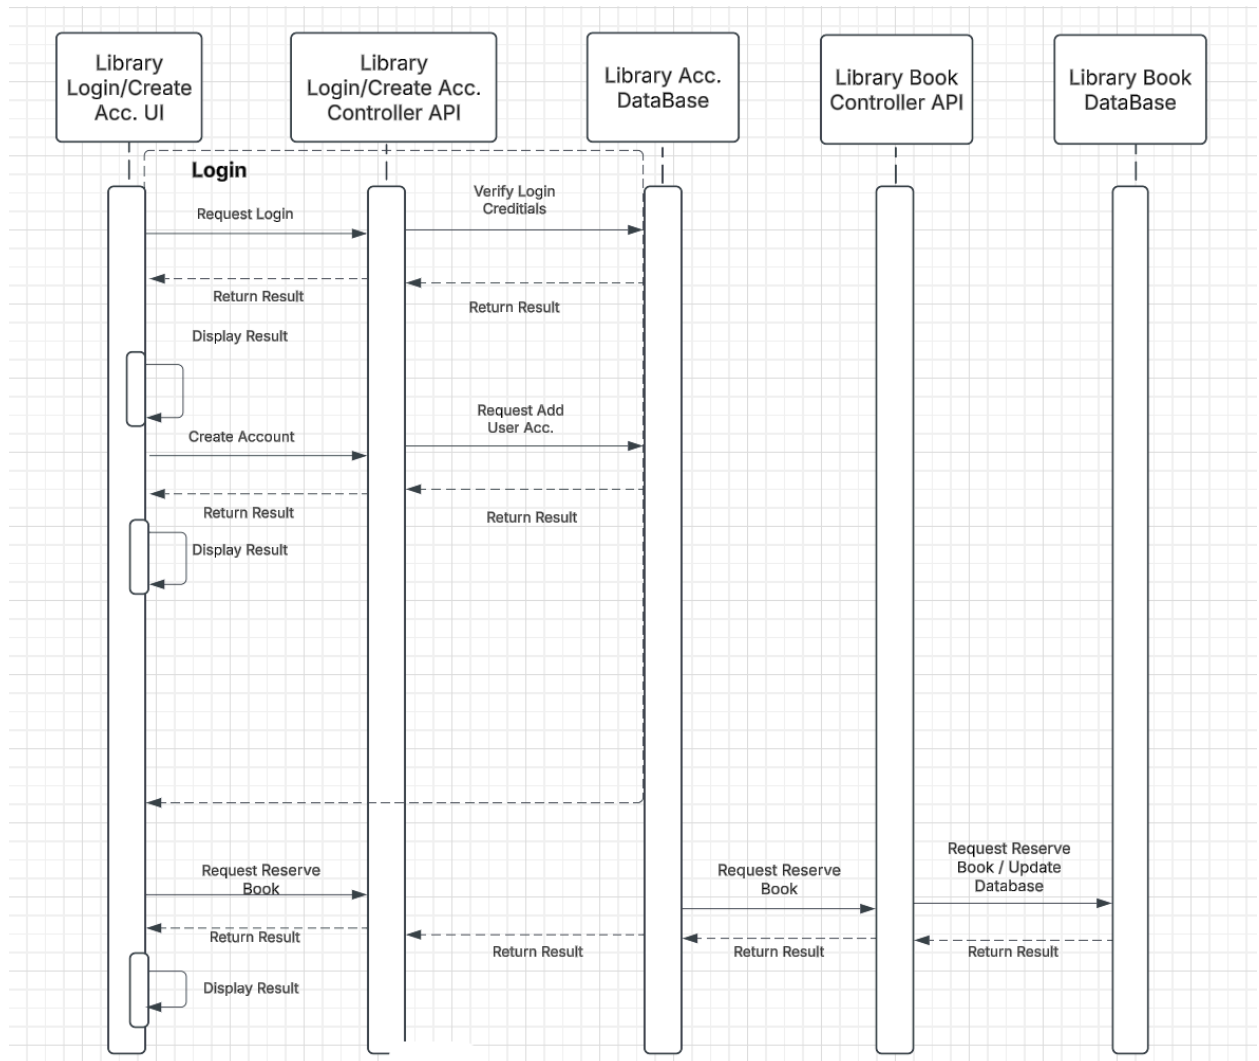 Library
Login/Create
Acc. UI
Library
Login/Create Acc.
Controller API
Library Acc.
DataBase
Library Book
Controller API
Library Book
DataBase
Login
Request Login
Verify Login
Creditials
Return Result
Return Result
Display Result
Create Account
Request Add
User Acc.
Return Result
Return Result
Display Result
Request Reserve
Book
Request Reserve
Book
Request Reserve
Book / Update
Database
Return Result
Return Result
Return Result
Return Result
Display Result